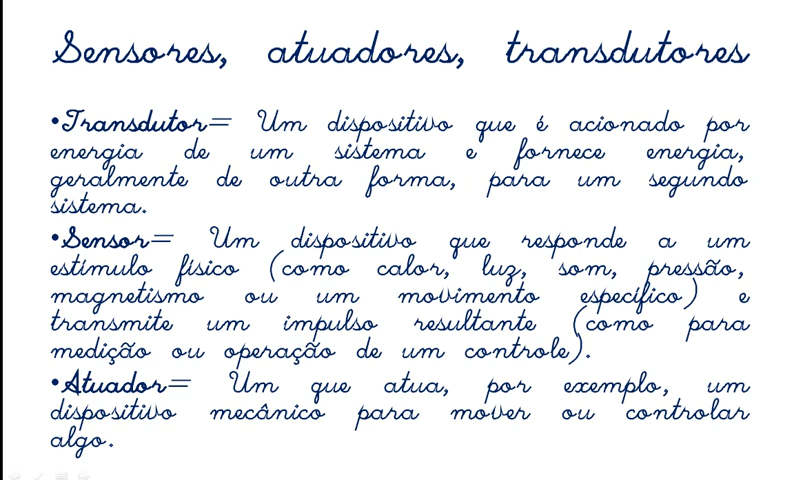 Sensores, atuadores, transdutores
•Transdutor= Um dispositivo que é acionado por
energia de um sistema e fornece energia,
geralmente de outra forma, para um segundo
sistema.
•Sensor= Um dispositivo que responde a um
estímulo físico (como calor, luz, som, pressão,
magnetismo ou um movimento específico) e
transmite um impulso resultante (como para
medição ou operação de um controle).
•Atuador= Um que atua, por exemplo, um
dispositivo mecânico para mover ou controlar
algo.